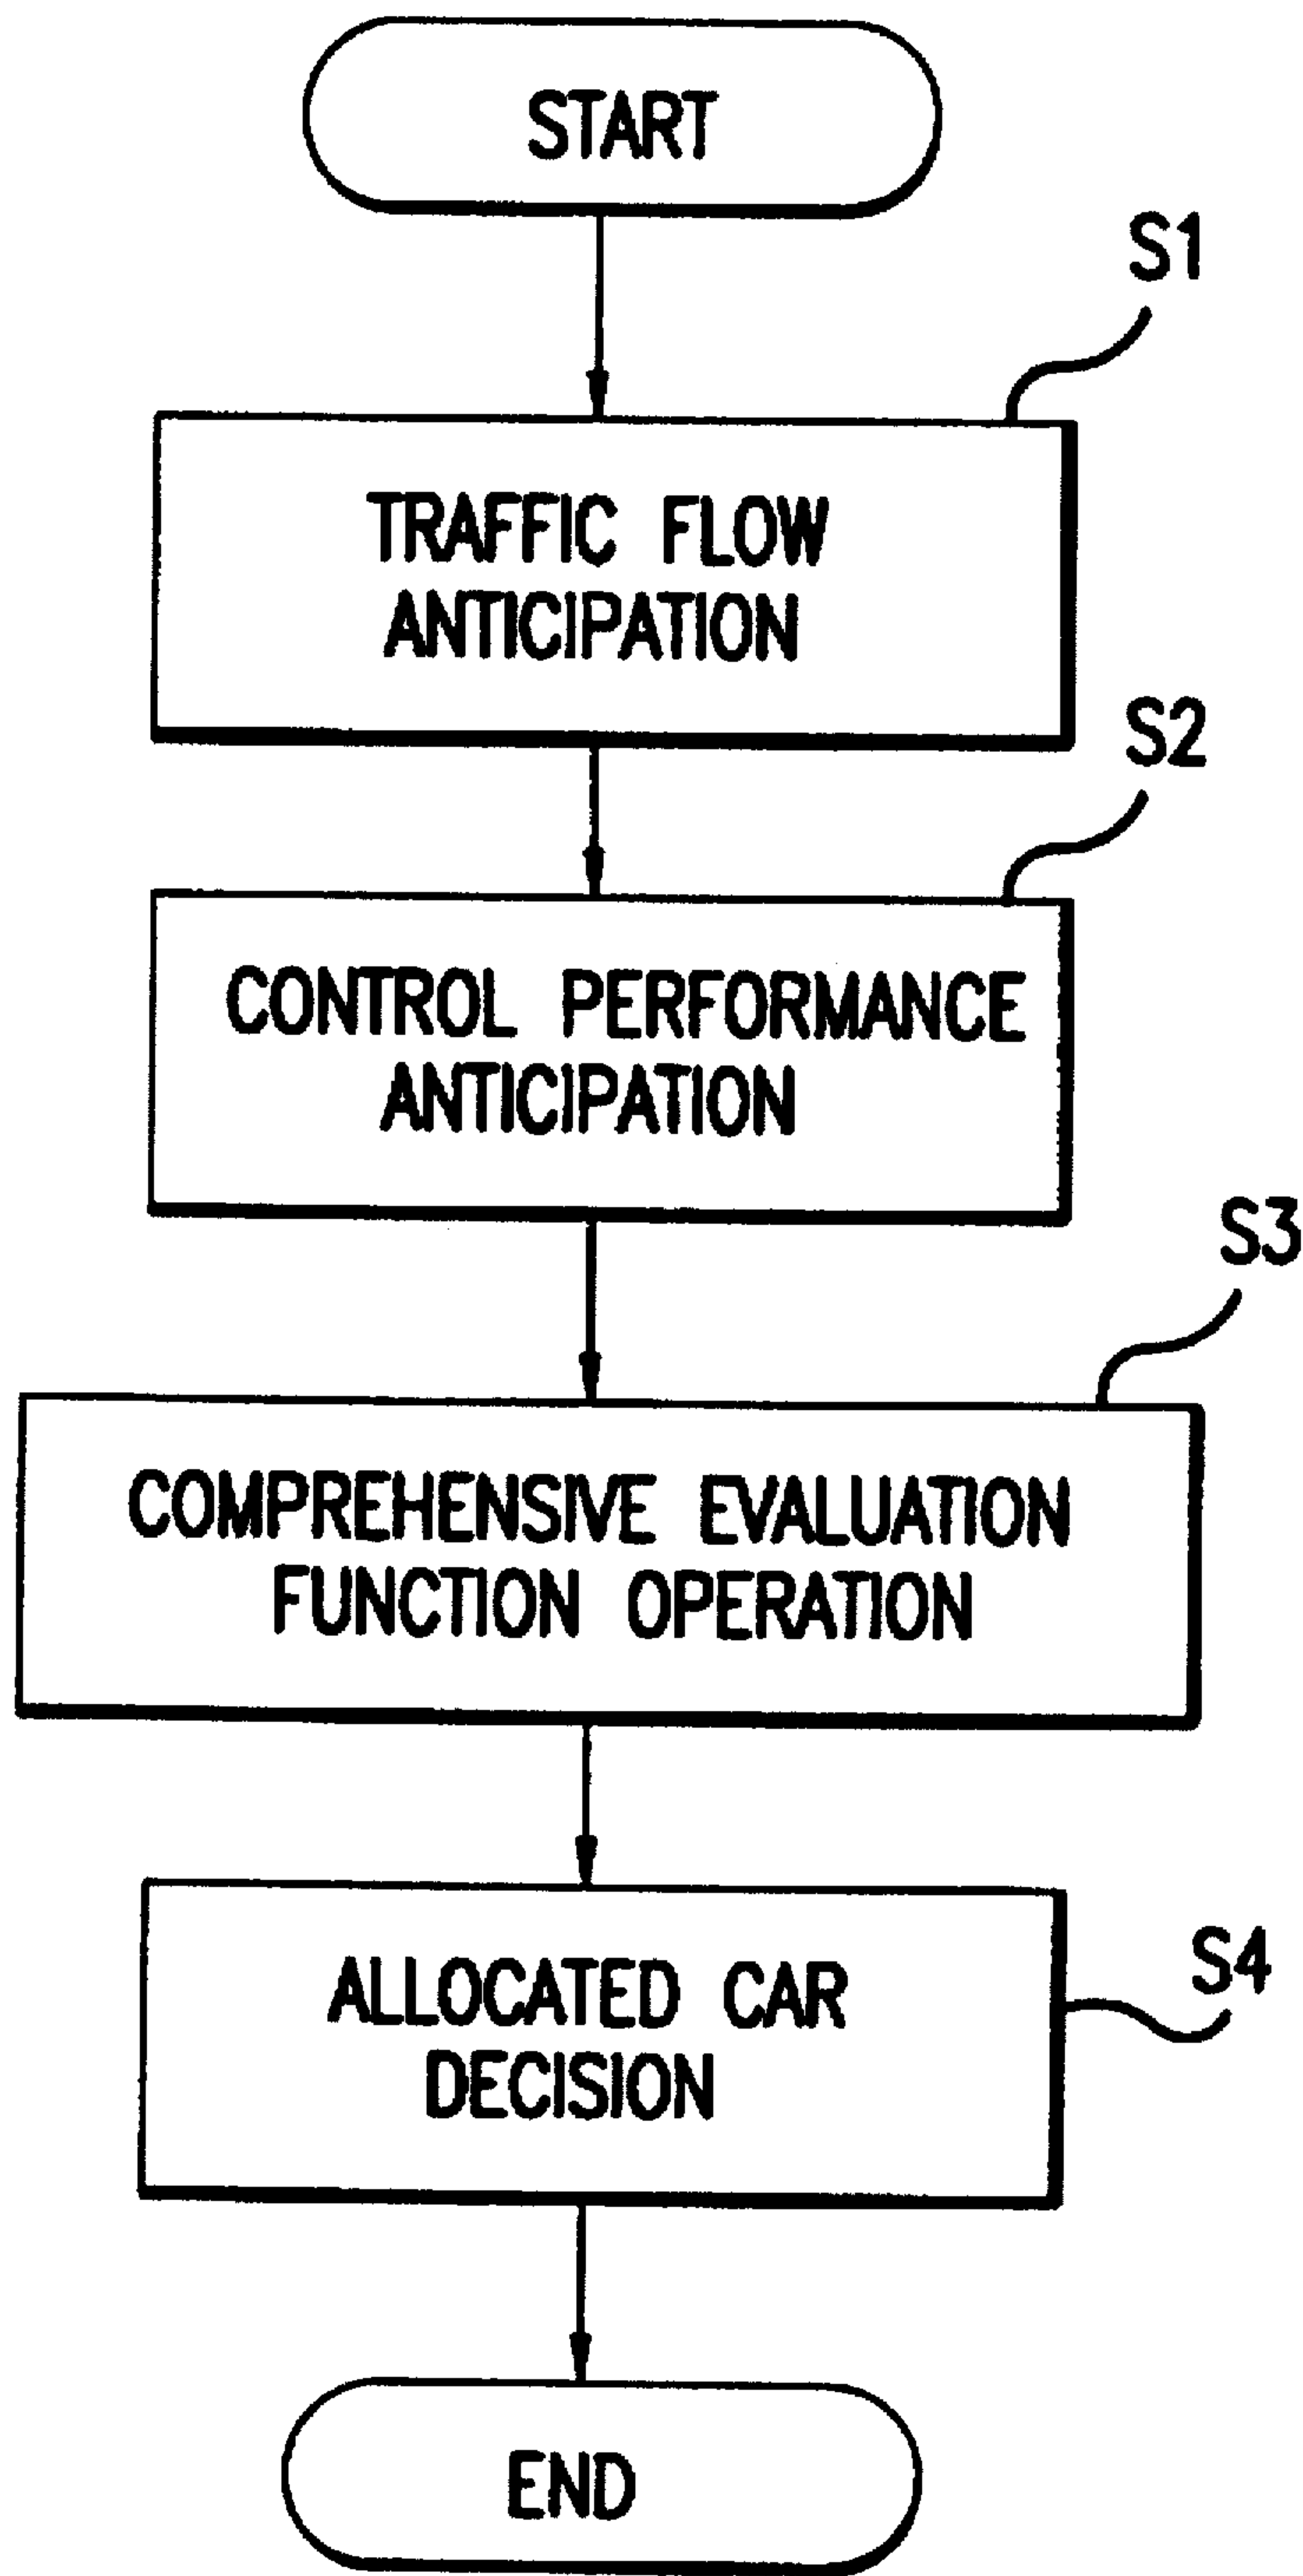 START
S1
TRAFFIC FLOW
ANTICIPATION
S2
CONTROL PERFORMANCE
ANTICIPATION
S3
COMPREHENSIVE EVALUATION
FUNCTION OPERATION
S4
ALLOCATED CAR
DECISION
END